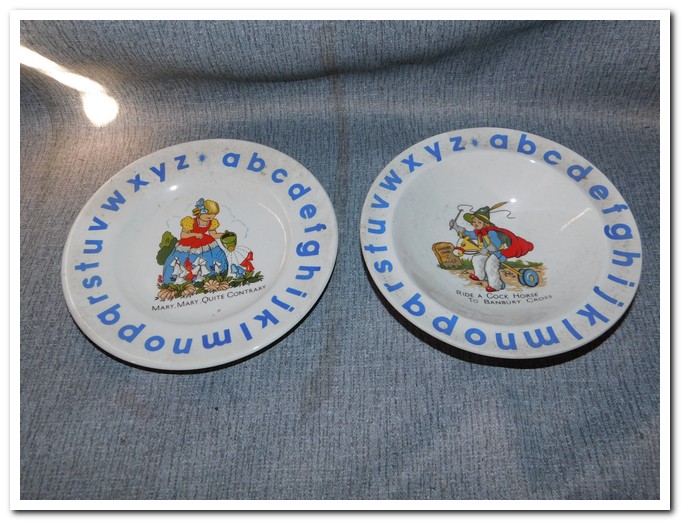 abcdefghijklmnopqrstuvwxyz
MARY, MARY, QUITE CONTRARY
abcdefghijklmnopqrstuvwxyz
RIDE A COCK HORSE
TO BANBURY CROSS